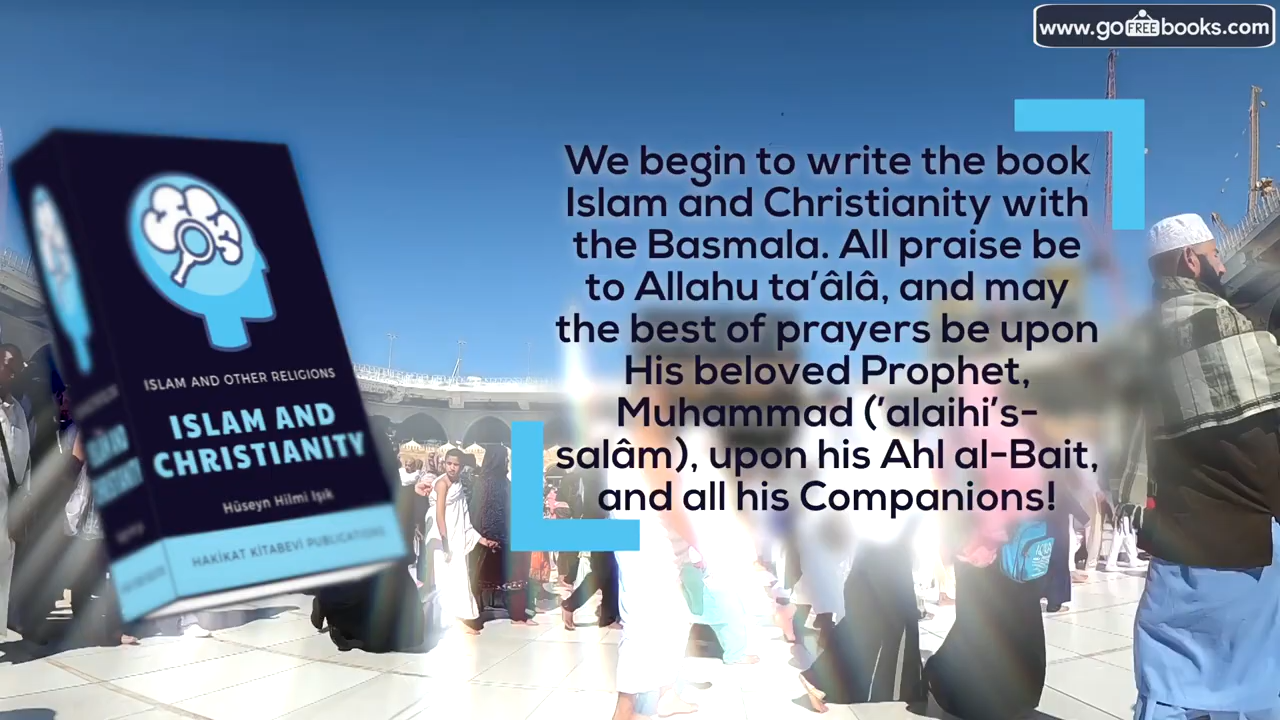 www.goFREEbooks.com
ISLAM AND OTHER RELIGIONS
ISLAM AND
CHRISTIANITY
Hüseyn Hilmi Işık
HAKİKAT KİTABEVİ PUBLICATIONS
We begin to write the book
Islam and Christianity with
the Basmala. All praise be
to Allahu ta’âlâ, and may
the best of prayers be upon
His beloved Prophet,
Muhammad (’alaihi’s-
salâm), upon his Ahl al-Bait,
and all his Companions!